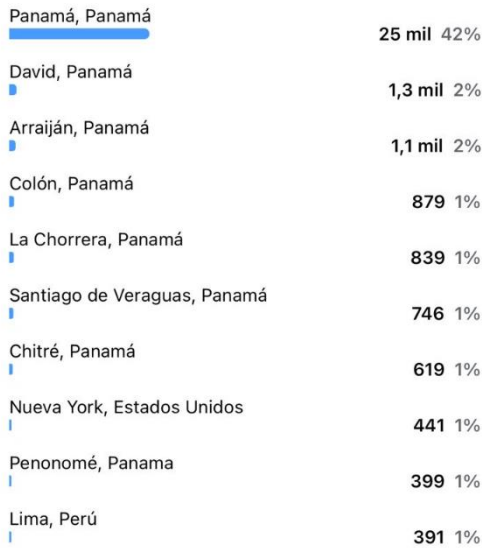 Panamá, Panamá
25 mil 42%
David, Panamá
1,3 mil 2%
Arraiján, Panamá
1,1 mil 2%
Colón, Panamá
879 1%
La Chorrera, Panamá
839 1%
Santiago de Veraguas, Panamá
746 1%
Chitré, Panamá
619 1%
Nueva York, Estados Unidos
441 1%
Penonomé, Panama
399 1%
Lima, Perú
391 1%